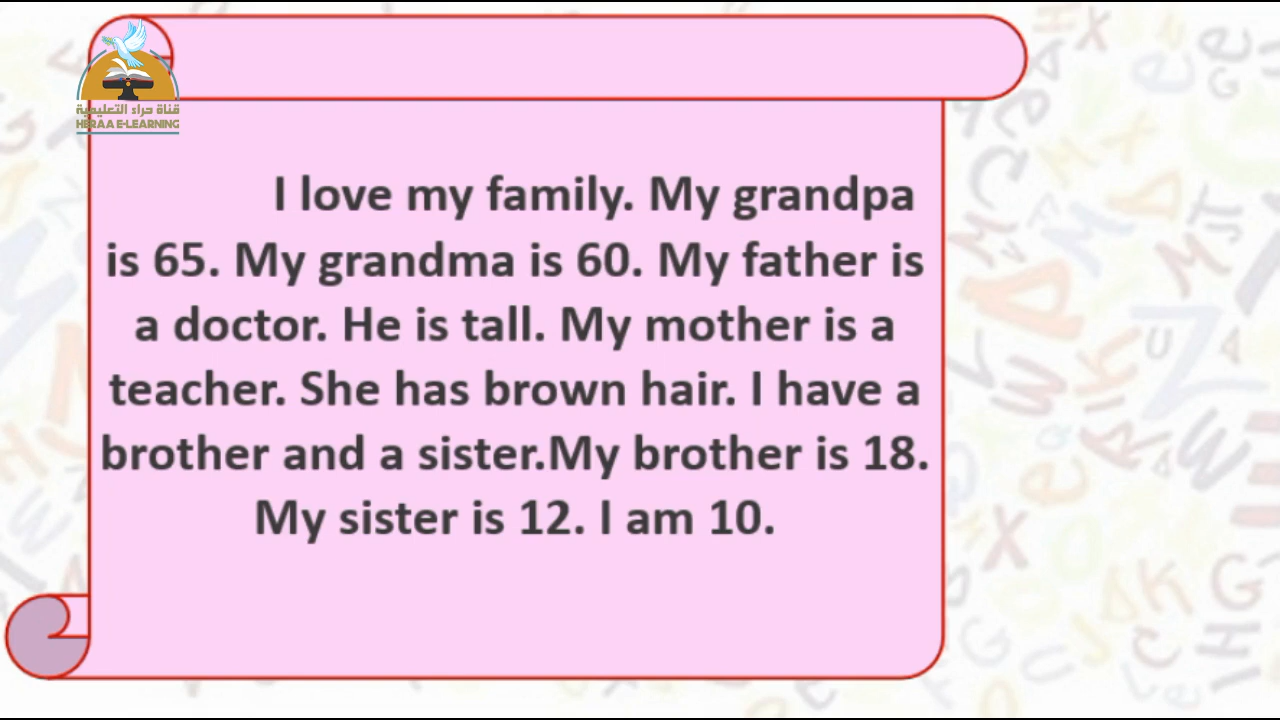 قناة حراء التعليمية
HERAA E-LEARNING
I love my family. My grandpa
is 65. My grandma is 60. My father is
a doctor. He is tall. My mother is a
teacher. She has brown hair. I have a
brother and a sister.My brother is 18.
My sister is 12. I am 10.